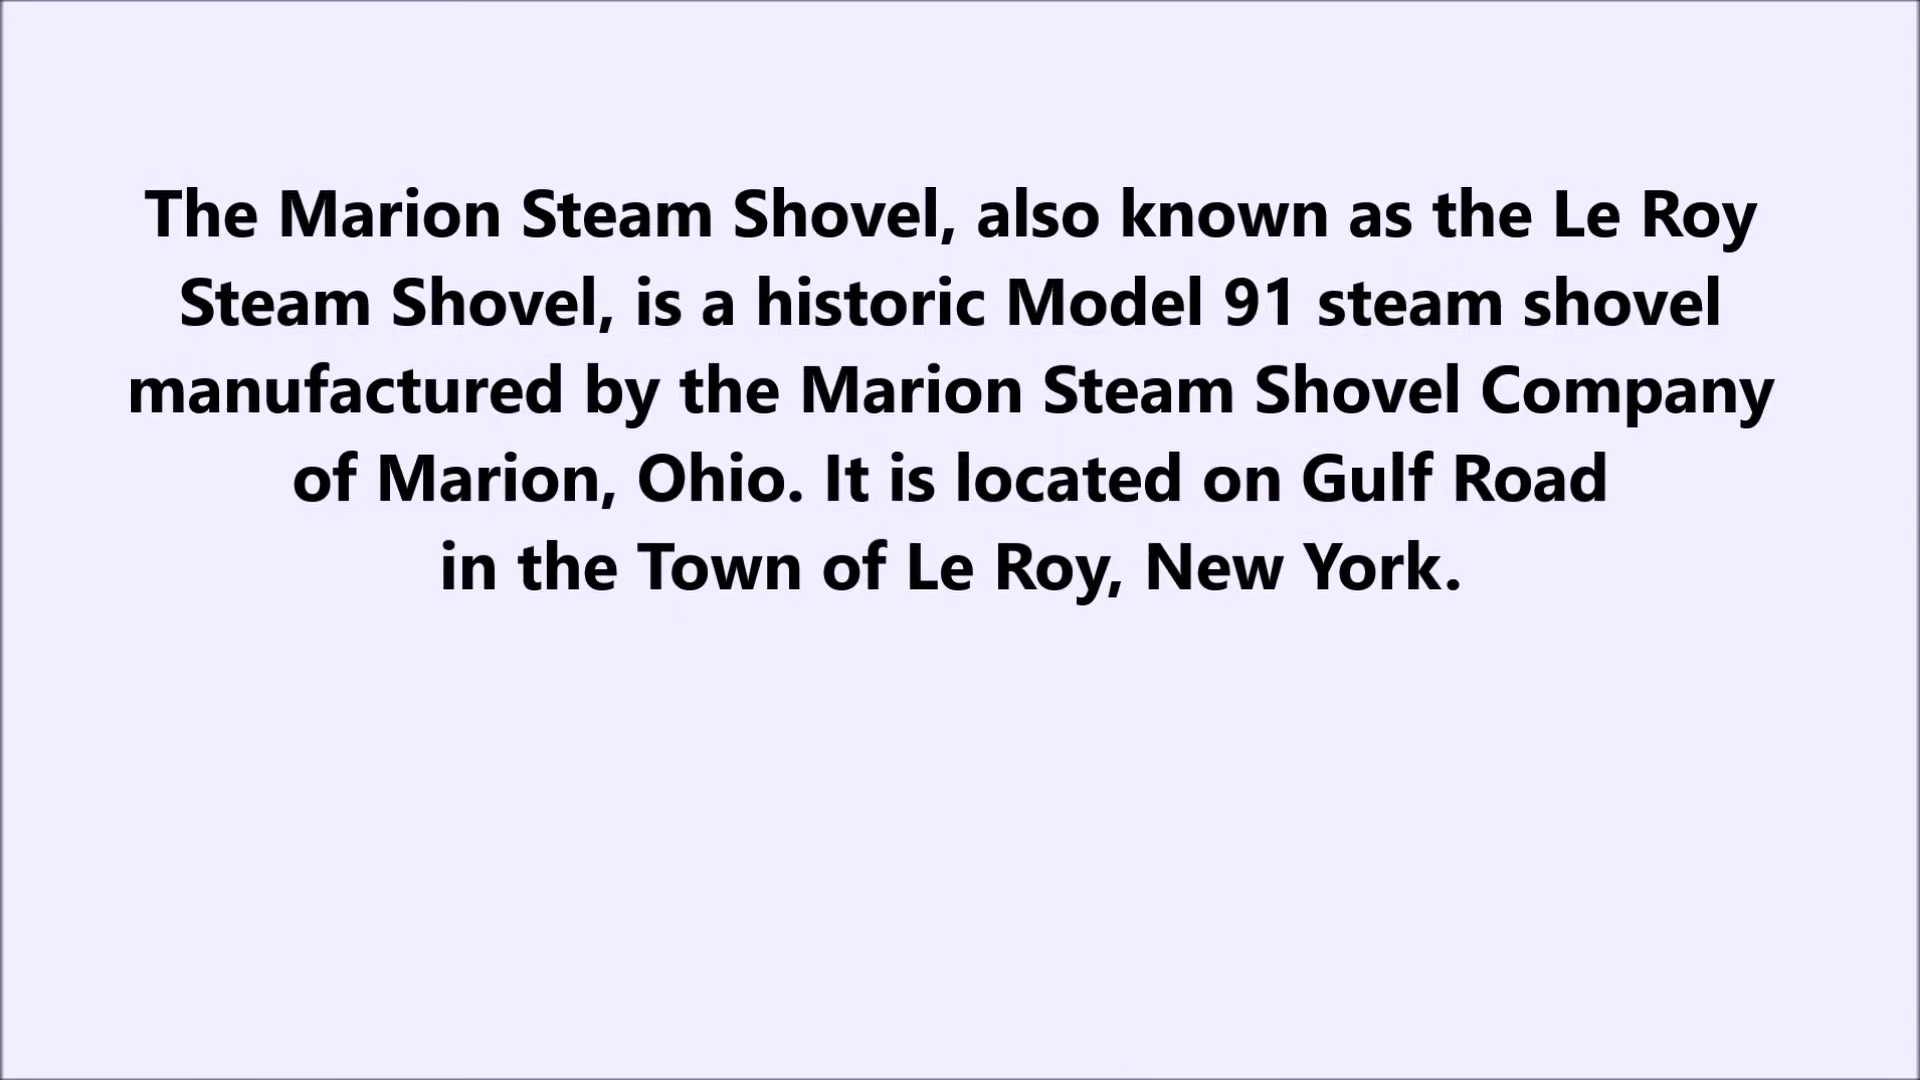 The Marion Steam Shovel, also known as the Le Roy
Steam Shovel, is a historic Model 91 steam shovel
manufactured by the Marion Steam Shovel Company
of Marion, Ohio. It is located on Gulf Road
in the Town of Le Roy, New York.